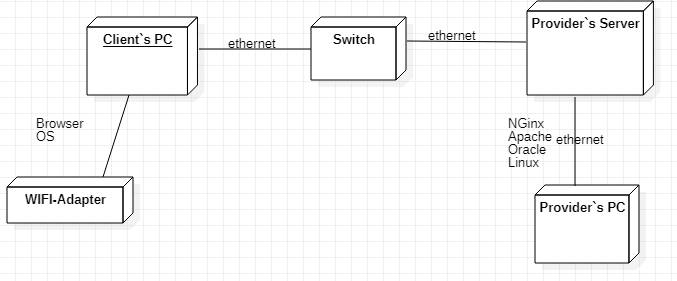 Client`s PC
ethernet
Switch
ethernet
Provider`s Server
Browser
OS
WIFI-Adapter
NGinx
Apache
Oracle
Linux
ethernet
Provider`s PC